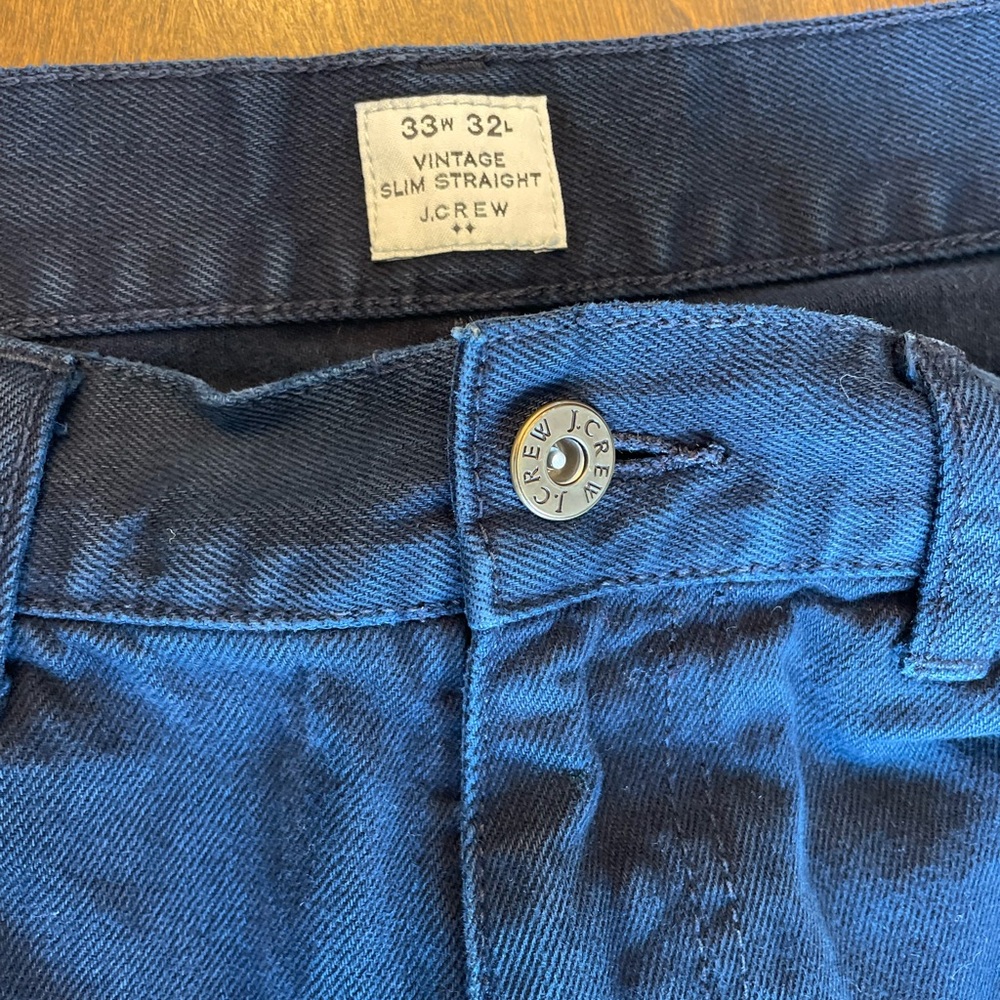 33W 32L
VINTAGE
SLIM STRAIGHT
J.CREW
J.CREW J.CREW